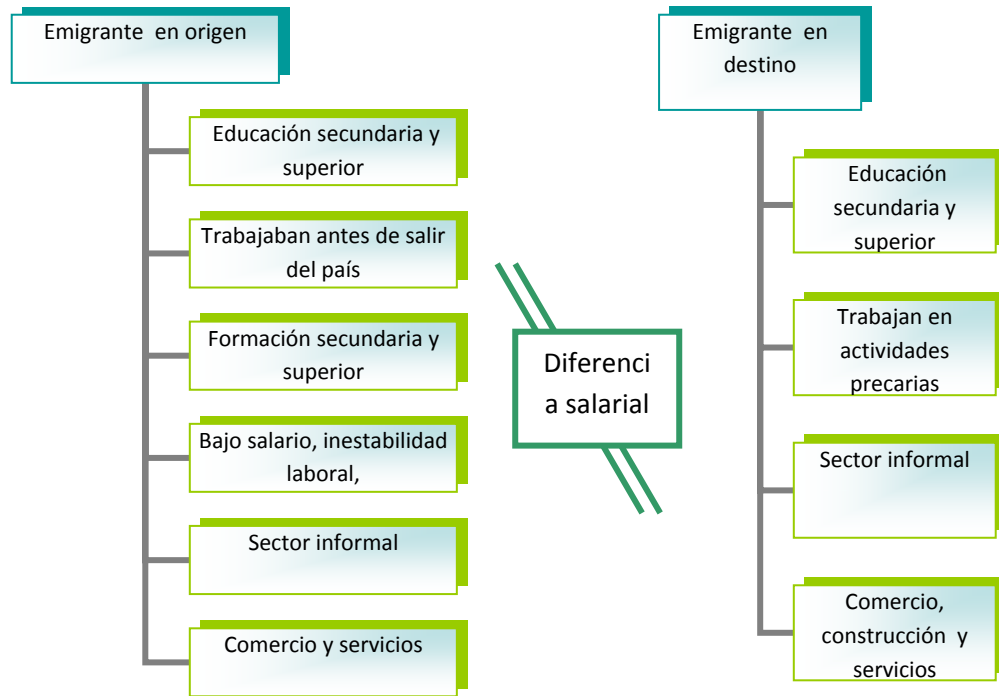 Emigrante en origen
Educación secundaria y
superior
Trabajaban antes de salir
del país
Formación secundaria y
superior
Bajo salario, inestabilidad
laboral,
Sector informal
Comercio y servicios
Diferenci
a salarial
Emigrante en
destino
Educación
secundaria y
superior
Trabajan en
actividades
precarias
Sector informal
Comercio,
construcción y
servicios